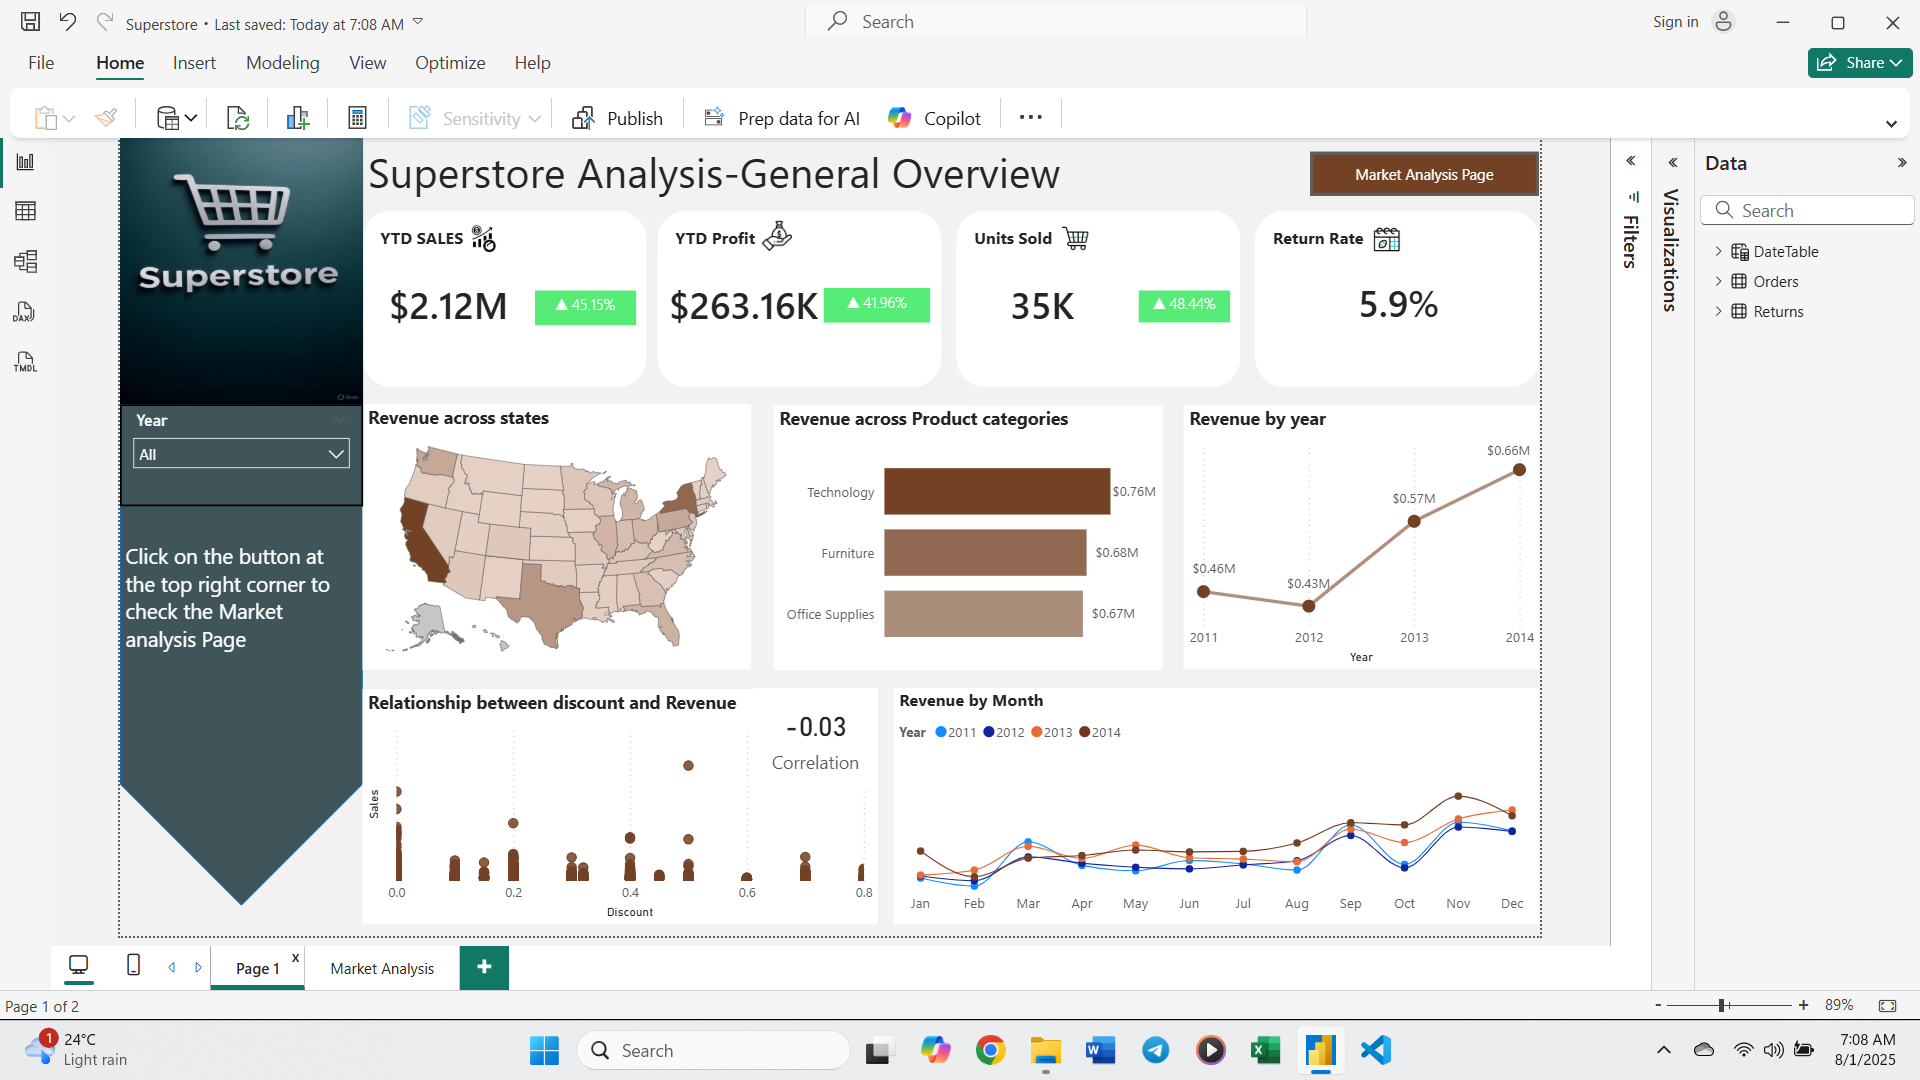 Superstore • Last saved: Today at 7:08 AM
Search
Sign in
File
Home
Insert
Modeling
View
Optimize
Help
Share
Sensitivity
Publish
Prep data for AI
Copilot
DAX
TMDL
Superstore
Superstore Analysis-General Overview
Market Analysis Page
YTD SALES
$2.12M
▲ 45.15%
YTD Profit
$263.16K
▲ 41.96%
Units Sold
35K
▲ 48.44%
Return Rate
5.9%
Year
All
Click on the button at
the top right corner to
check the Market
analysis Page
Revenue across states
Revenue across Product categories
Technology
$0.76M
Furniture
$0.68M
Office Supplies
$0.67M
Revenue by year
$0.66M
$0.57M
$0.46M
$0.43M
2011 2012 2013 2014
Year
Relationship between discount and Revenue
-0.03
Correlation
Sales
0.0 0.2 0.4 0.6 0.8
Discount
Revenue by Month
Year 2011 2012 2013 2014
Jan Feb Mar Apr May Jun Jul Aug Sep Oct Nov Dec
Filters
Visualizations
Data
Search
DateTable
Orders
Returns
Page 1
x
Market Analysis
+
Page 1 of 2
- + 89%
1
24°C
Light rain
Search
7:08 AM
8/1/2025